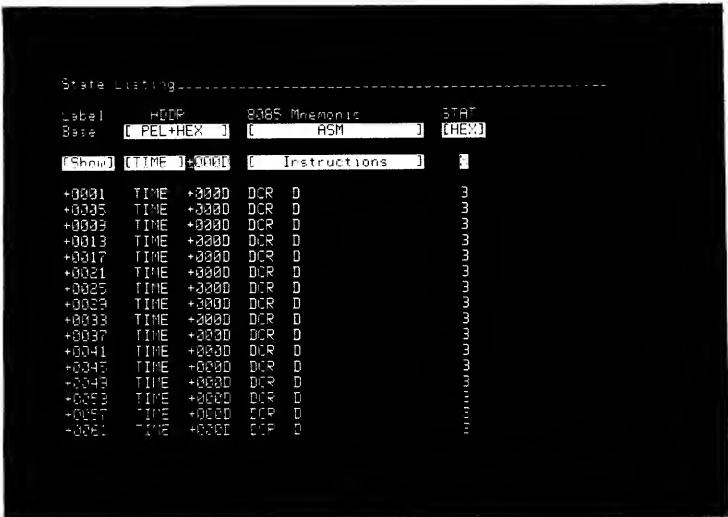 State Listing
Label ADDR 8085 Mnemonic STAT
Base [ REL+HEX ] [ ASM ] [HEX]
[Show] [TIME ]+000D [ Instructions ]
+0001 TIME +000D DCR D 3
+0005 TIME +000D DCR D 3
+0009 TIME +000D DCR D 3
+0013 TIME +000D DCR D 3
+0017 TIME +000D DCR D 3
+0021 TIME +000D DCR D 3
+0025 TIME +000D DCR D 3
+0029 TIME +000D DCR D 3
+0033 TIME +000D DCR D 3
+0037 TIME +000D DCR D 3
+0041 TIME +000D DCR D 3
+0045 TIME +000D DCR D 3
+0049 TIME +000D DCR D 3
+0053 TIME +000D DCR D 3
+0057 TIME +000D DCR D 3
+0061 TIME +000D DCR D 3